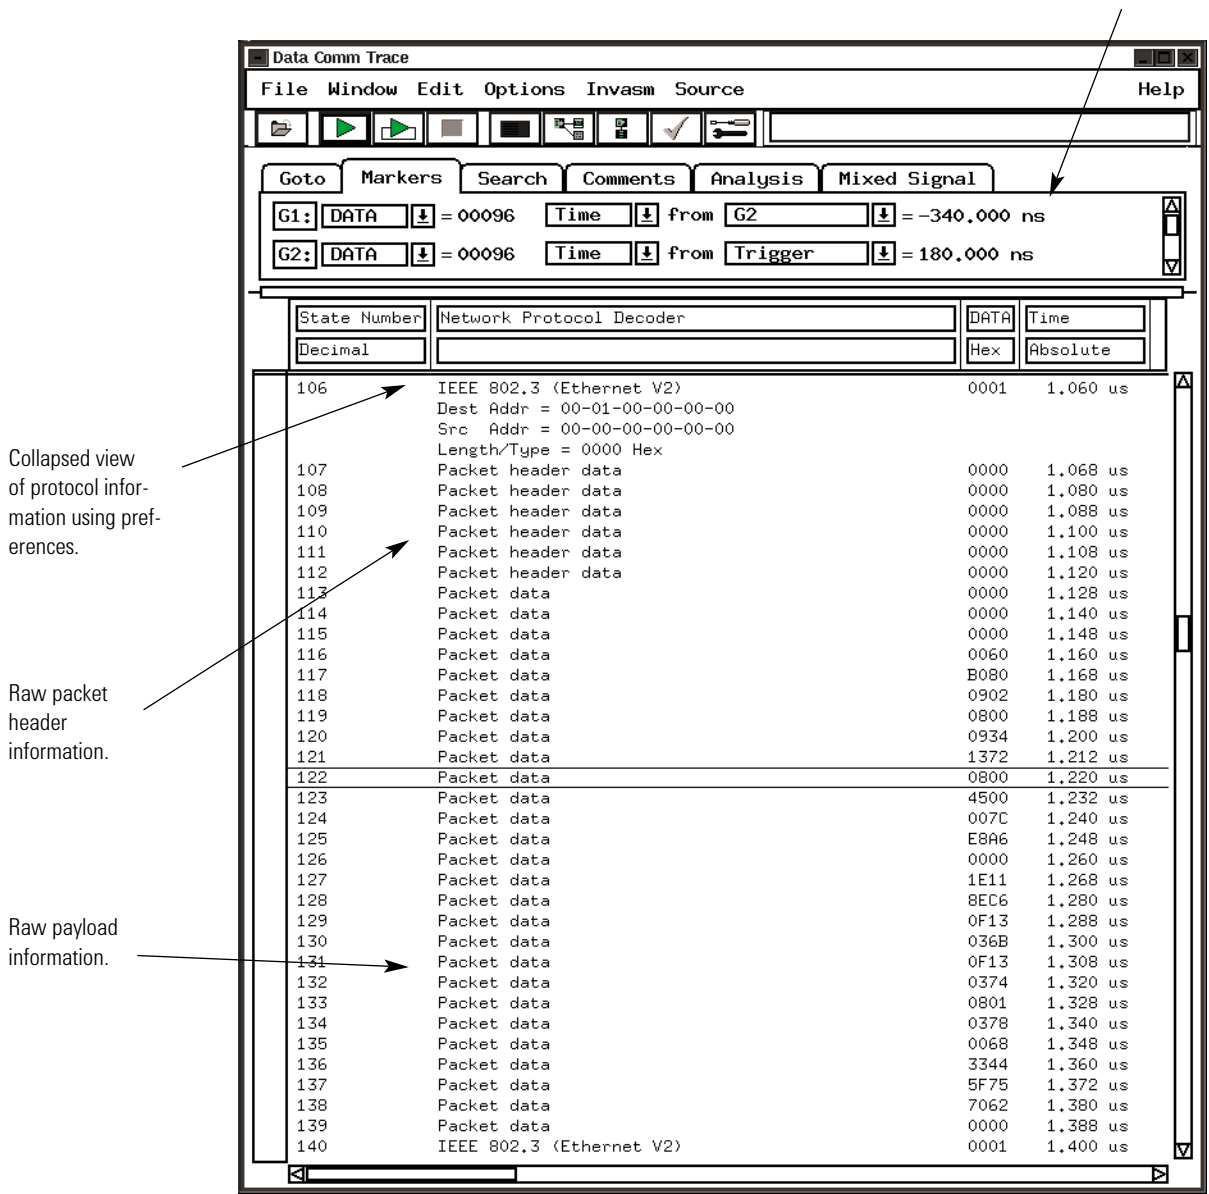 Data Comm Trace
File Window Edit Options Invasm Source Help
Goto Markers Search Comments Analysis Mixed Signal
G1: DATA = 00096 Time from G2 = -340.000 ns
G2: DATA = 00096 Time from Trigger = 180.000 ns
State Number Network Protocol Decoder DATA Time
Decimal Hex Absolute
106 IEEE 802.3 (Ethernet V2) 0001 1.060 us
Dest Addr = 00-01-00-00-00-00
Src Addr = 00-00-00-00-00-00
Length/Type = 0000 Hex
107 Packet header data 0000 1.068 us
108 Packet header data 0000 1.080 us
109 Packet header data 0000 1.088 us
110 Packet header data 0000 1.100 us
111 Packet header data 0000 1.108 us
112 Packet header data 0000 1.120 us
113 Packet data 0000 1.128 us
114 Packet data 0000 1.140 us
115 Packet data 0000 1.148 us
116 Packet data 0060 1.160 us
117 Packet data B080 1.168 us
118 Packet data 0902 1.180 us
119 Packet data 0800 1.188 us
120 Packet data 0934 1.200 us
121 Packet data 1372 1.212 us
122 Packet data 0800 1.220 us
123 Packet data 4500 1.232 us
124 Packet data 007C 1.240 us
125 Packet data E8A6 1.248 us
126 Packet data 0000 1.260 us
127 Packet data 1E11 1.268 us
128 Packet data 8EC6 1.280 us
129 Packet data 0F13 1.288 us
130 Packet data 036B 1.300 us
131 Packet data 0F13 1.308 us
132 Packet data 0374 1.320 us
133 Packet data 0801 1.328 us
134 Packet data 0378 1.340 us
135 Packet data 0068 1.348 us
136 Packet data 3344 1.360 us
137 Packet data 5F75 1.372 us
138 Packet data 7062 1.380 us
139 Packet data 0000 1.388 us
140 IEEE 802.3 (Ethernet V2) 0001 1.400 us
Collapsed view
of protocol infor-
mation using pref-
erences.
Raw packet
header
information.
Raw payload
information.